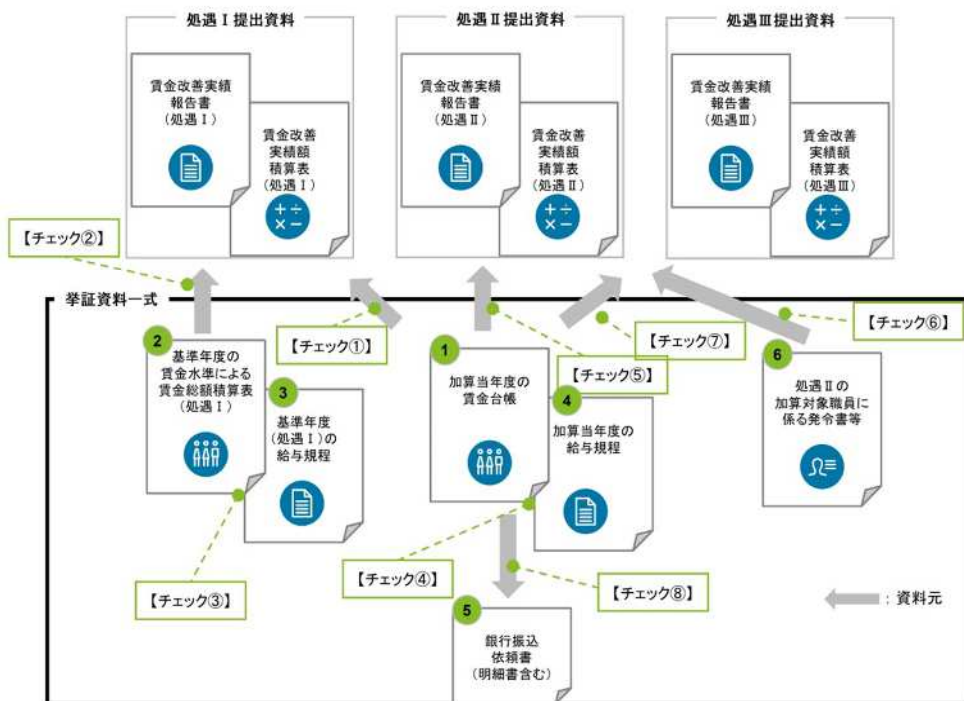 処遇Ⅰ提出資料
賃金改善実績
報告書
(処遇Ⅰ)
賃金改善
実績額
積算表
(処遇Ⅰ)
処遇Ⅱ提出資料
賃金改善実績
報告書
(処遇Ⅱ)
賃金改善
実績額
積算表
(処遇Ⅱ)
処遇Ⅲ提出資料
賃金改善実績
報告書
(処遇Ⅲ)
賃金改善
実績額
積算表
(処遇Ⅲ)
【チェック②】
挙証資料一式
【チェック①】
【チェック⑤】
【チェック⑦】
【チェック⑥】
2
基準年度の
賃金水準による
賃金総額積算表
(処遇Ⅰ)
3
基準年度
(処遇Ⅰ)の
給与規程
1
加算当年度の
賃金台帳
4
加算当年度の
給与規程
6
処遇Ⅱの
加算対象職員に
係る発令書等
【チェック③】
【チェック④】
【チェック⑧】
:資料元
5
銀行振込
依頼書
(明細書含む)